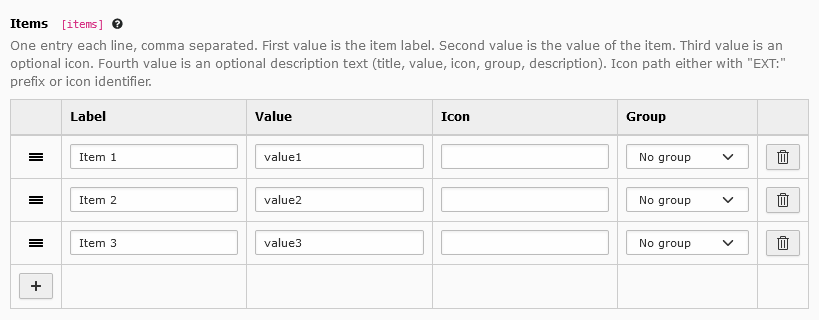 Items [items] ?
One entry each line, comma separated. First value is the item label. Second value is the value of the item. Third value is an
optional icon. Fourth value is an optional description text (title, value, icon, group, description). Icon path either with "EXT:"
prefix or icon identifier.
Label Value Icon Group
Item 1 value1 No group
Item 2 value2 No group
Item 3 value3 No group
+